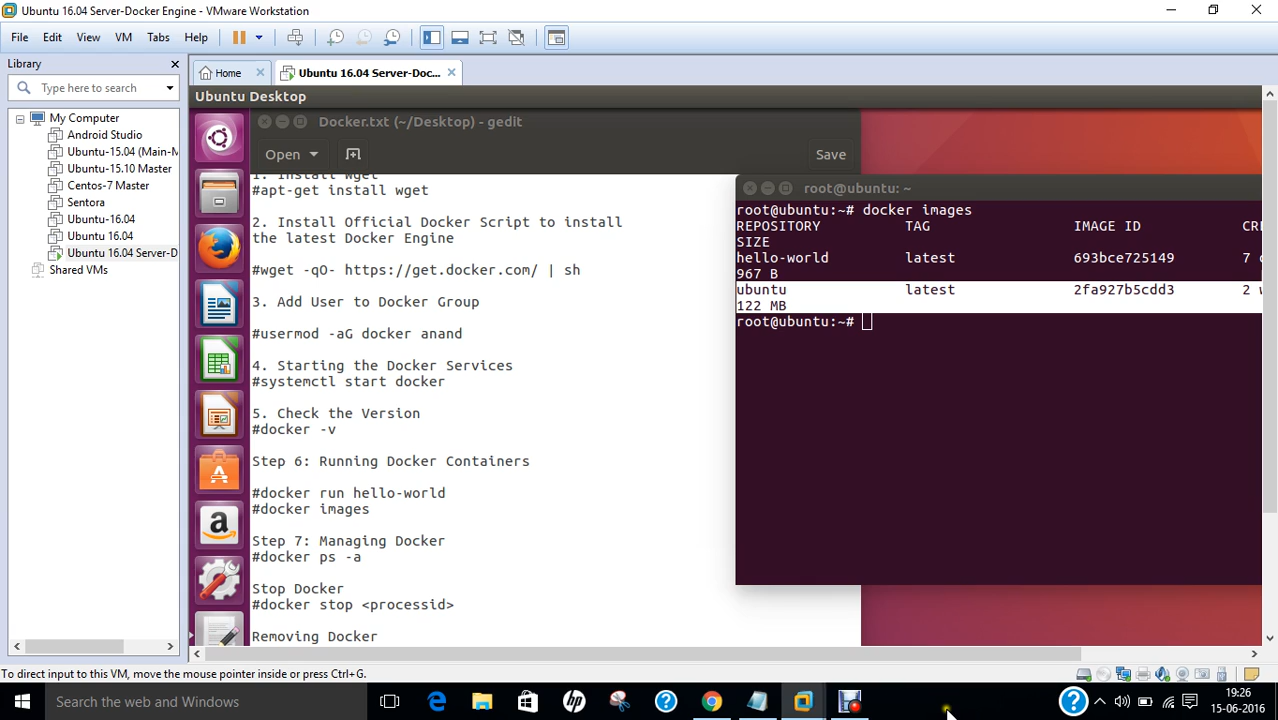 Ubuntu 16.04 Server-Docker Engine - VMware Workstation
File Edit View VM Tabs Help
Library
Type here to search
My Computer
Android Studio
Ubuntu-15.04 (Main-M
Ubuntu-15.10 Master
Centos-7 Master
Sentora
Ubuntu-16.04
Ubuntu 16.04
Ubuntu 16.04 Server-D
Shared VMs
Home
Ubuntu 16.04 Server-Doc...
Ubuntu Desktop
Docker.txt (~/Desktop) - gedit
Open
Save
1. Install wget
#apt-get install wget
2. Install Official Docker Script to install
the latest Docker Engine
#wget -qO- https://get.docker.com/ | sh
3. Add User to Docker Group
#usermod -aG docker anand
4. Starting the Docker Services
#systemctl start docker
5. Check the Version
#docker -v
Step 6: Running Docker Containers
#docker run hello-world
#docker images
Step 7: Managing Docker
#docker ps -a
Stop Docker
#docker stop <processid>
Removing Docker
root@ubuntu: ~
root@ubuntu:~# docker images
REPOSITORY TAG IMAGE ID CRE
SIZE
hello-world latest 693bce725149 7 d
967 B
ubuntu latest 2fa927b5cdd3 2 w
122 MB
root@ubuntu:~#
To direct input to this VM, move the mouse pointer inside or press Ctrl+G.
Search the web and Windows
19:26
15-06-2016